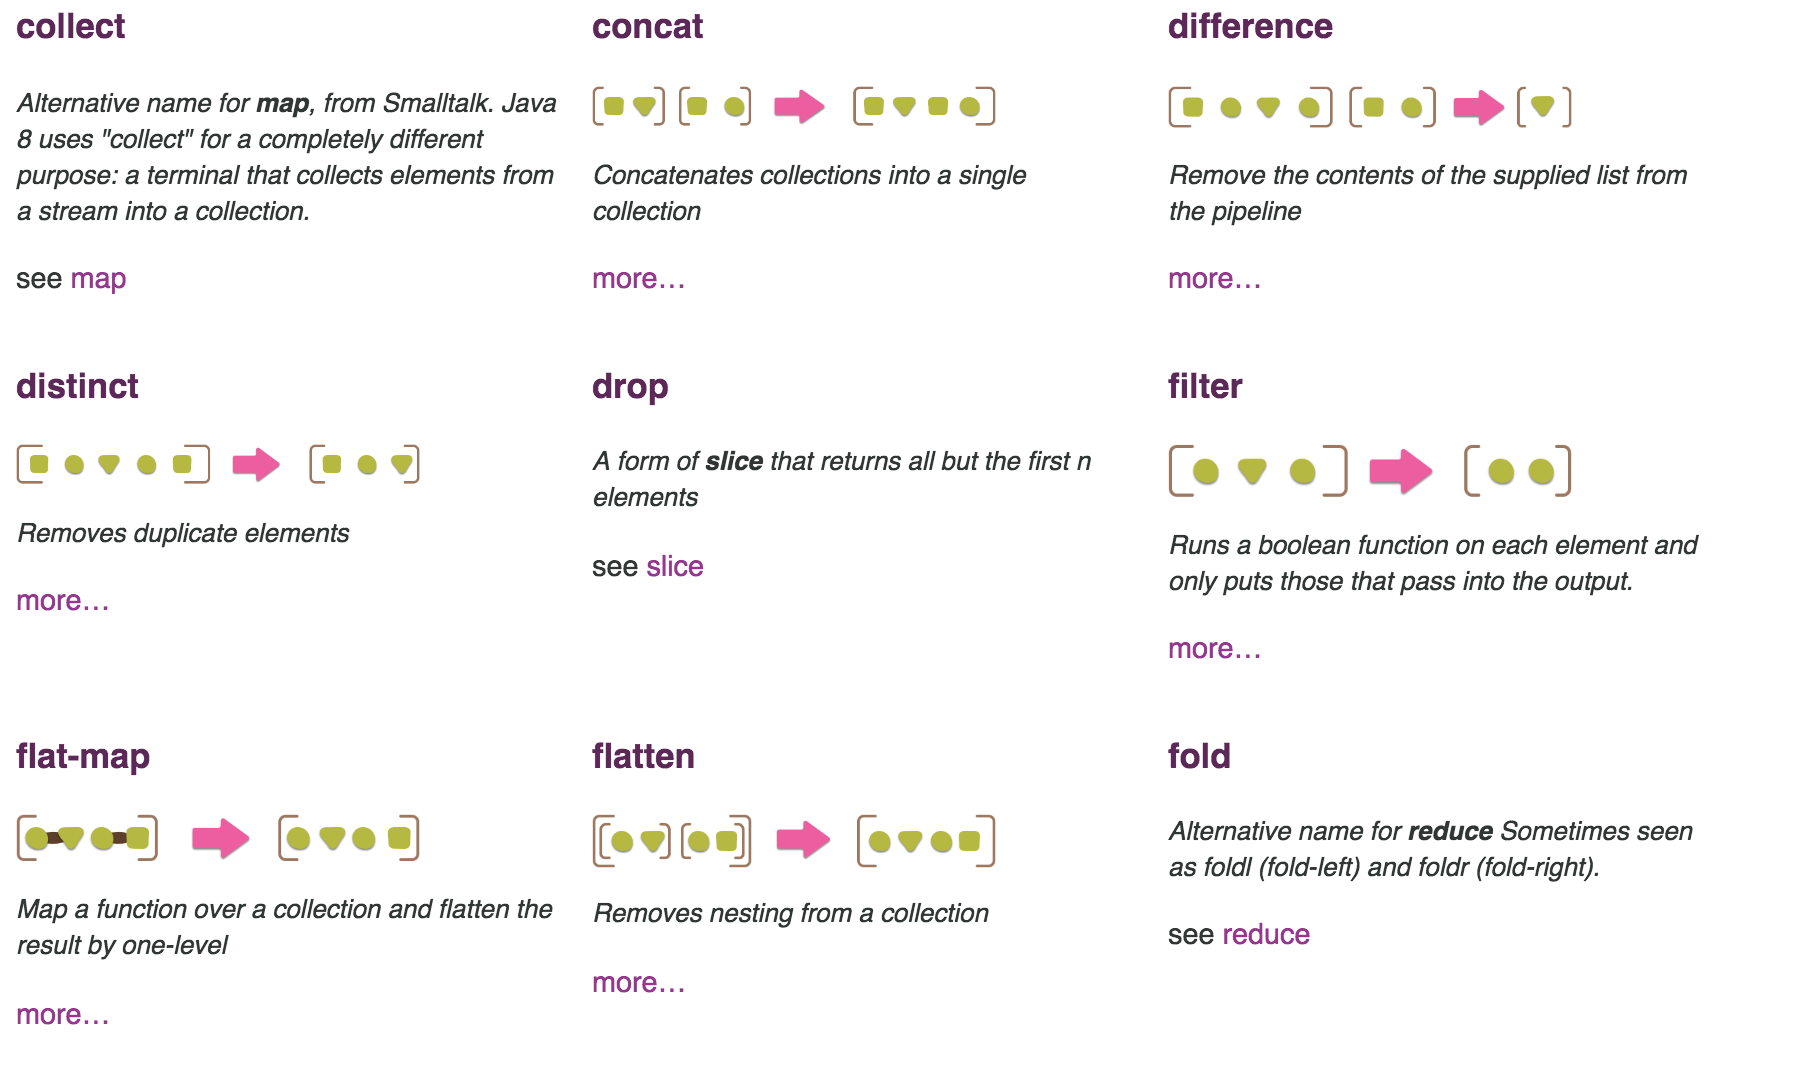 collect
Alternative name for map, from Smalltalk. Java
8 uses "collect" for a completely different
purpose: a terminal that collects elements from
a stream into a collection.
see map
concat
Concatenates collections into a single
collection
more…
difference
Remove the contents of the supplied list from
the pipeline
more…
distinct
Removes duplicate elements
more…
drop
A form of slice that returns all but the first n
elements
see slice
filter
Runs a boolean function on each element and
only puts those that pass into the output.
more…
flat-map
Map a function over a collection and flatten the
result by one-level
more…
flatten
Removes nesting from a collection
more…
fold
Alternative name for reduce Sometimes seen
as foldl (fold-left) and foldr (fold-right).
see reduce